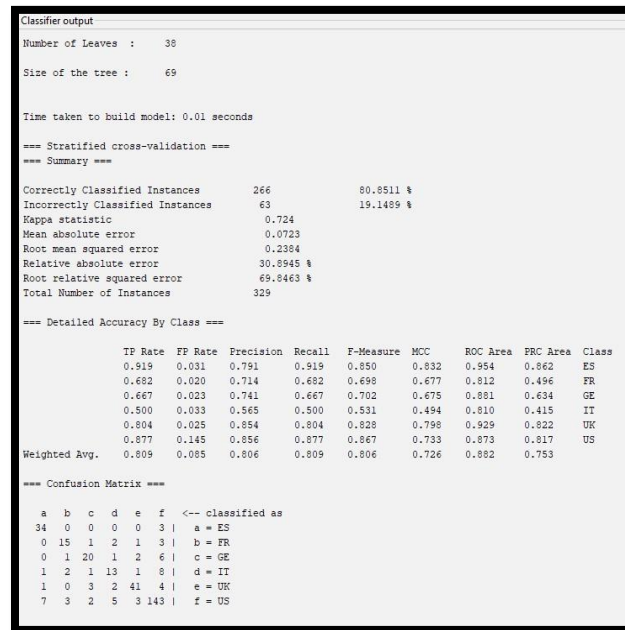 Classifier output
Number of Leaves : 38
Size of the tree : 69
Time taken to build model: 0.01 seconds
=== Stratified cross-validation ===
=== Summary ===
Correctly Classified Instances 266 80.8511 %
Incorrectly Classified Instances 63 19.1489 %
Kappa statistic 0.724
Mean absolute error 0.0723
Root mean squared error 0.2384
Relative absolute error 30.8945 %
Root relative squared error 69.8463 %
Total Number of Instances 329
=== Detailed Accuracy By Class ===
TP Rate FP Rate Precision Recall F-Measure MCC ROC Area PRC Area Class
0.919 0.031 0.791 0.919 0.850 0.832 0.954 0.862 ES
0.682 0.020 0.714 0.682 0.698 0.677 0.812 0.496 FR
0.667 0.023 0.741 0.667 0.702 0.675 0.881 0.634 GE
0.500 0.033 0.565 0.500 0.531 0.494 0.810 0.415 IT
0.804 0.025 0.854 0.804 0.828 0.798 0.929 0.822 UK
0.877 0.145 0.856 0.877 0.867 0.733 0.873 0.817 US
Weighted Avg. 0.809 0.085 0.806 0.809 0.806 0.726 0.882 0.753
=== Confusion Matrix ===
a b c d e f <-- classified as
34 0 0 0 0 3 | a = ES
0 15 1 2 1 3 | b = FR
0 1 20 1 2 6 | c = GE
1 2 1 13 1 8 | d = IT
1 0 3 2 41 4 | e = UK
7 3 2 5 3 143 | f = US